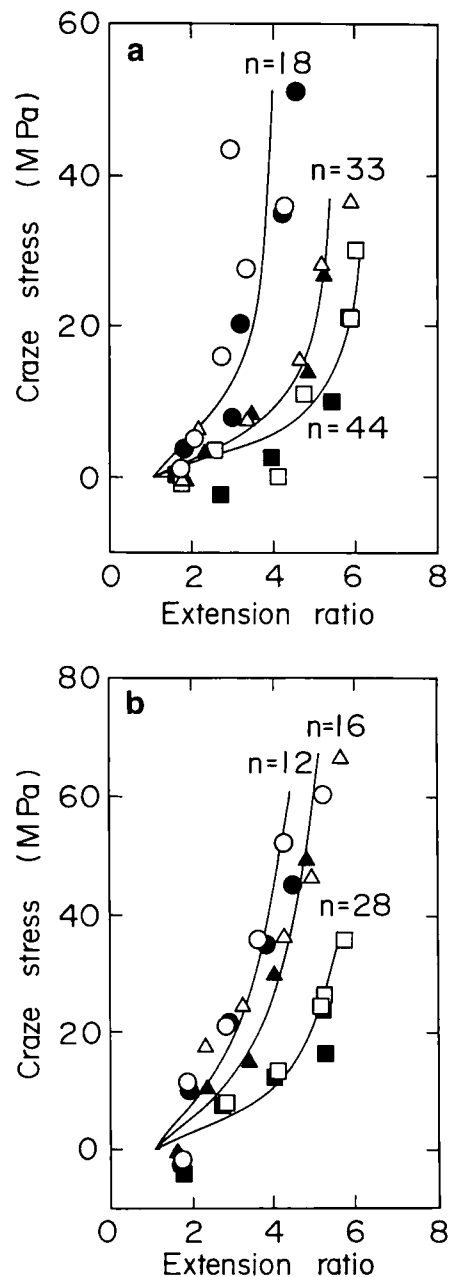 a
60
40
20
0
Craze stress (MPa)
n=18
n=33
n=44
0 2 4 6 8
Extension ratio
b
80
60
40
20
0
Craze stress (MPa)
n=16
n=12
n=28
0 2 4 6 8
Extension ratio